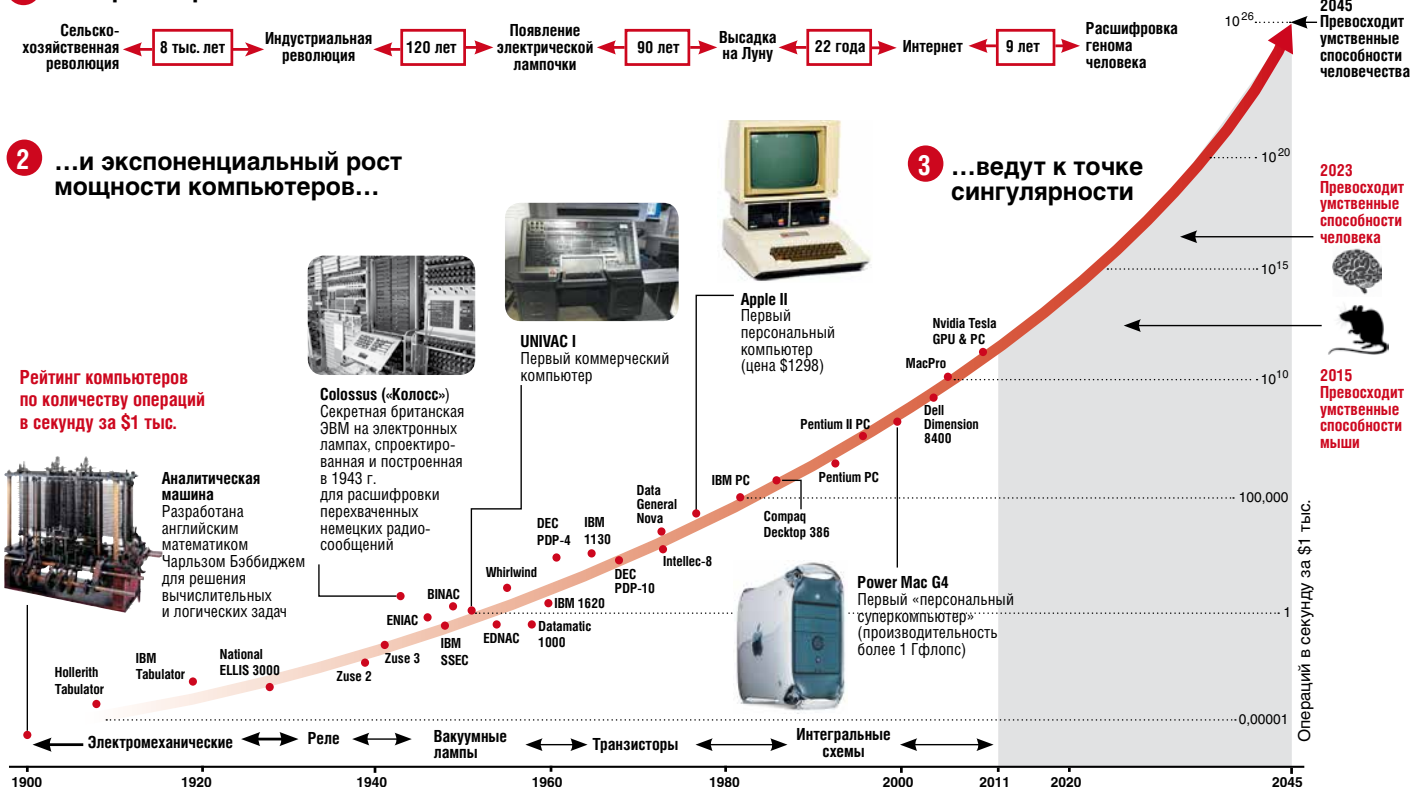 Сельско-
хозяйственная
революция
8 тыс. лет
Индустриальная
революция
120 лет
Появление
электрической
лампочки
90 лет
Высадка
на Луну
22 года
Интернет
9 лет
Расшифровка
генома
человека
2045
Превосходит
умственные
способности
человечества
10²⁶
2 …и экспоненциальный рост
мощности компьютеров…
3 …ведут к точке
сингулярности
10²⁰
2023
Превосходит
умственные
способности
человека
10¹⁵
10¹⁰
2015
Превосходит
умственные
способности
мыши
100,000
1
0,00001
Операций в секунду за $1 тыс.
Рейтинг компьютеров
по количеству операций
в секунду за $1 тыс.
Аналитическая
машина
Разработана
английским
математиком
Чарльзом Бэббиджем
для решения
вычислительных
и логических задач
Colossus («Колосс»)
Секретная британская
ЭВМ на электронных
лампах, спроектиро-
ванная и построенная
в 1943 г.
для расшифровки
перехваченных
немецких радио-
сообщений
UNIVAC I
Первый коммерческий
компьютер
Apple II
Первый
персональный
компьютер
(цена $1298)
Power Mac G4
Первый «персональный
суперкомпьютер»
(производительность
более 1 Гфлопс)
Hollerith
Tabulator
IBM
Tabulator
National
ELLIS 3000
Zuse 2
Zuse 3
ENIAC
BINAC
IBM
SSEC
Whirlwind
EDNAC
Datamatic
1000
IBM 1620
DEC
PDP-4
IBM
1130
DEC
PDP-10
Data
General
Nova
Intellec-8
IBM PC
Compaq
Decktop 386
Pentium II PC
Pentium PC
Dell
Dimension
8400
MacPro
Nvidia Tesla
GPU & PC
Электромеханические
Реле
Вакуумные
лампы
Транзисторы
Интегральные
схемы
1900
1920
1940
1960
1980
2000
2011
2020
2045